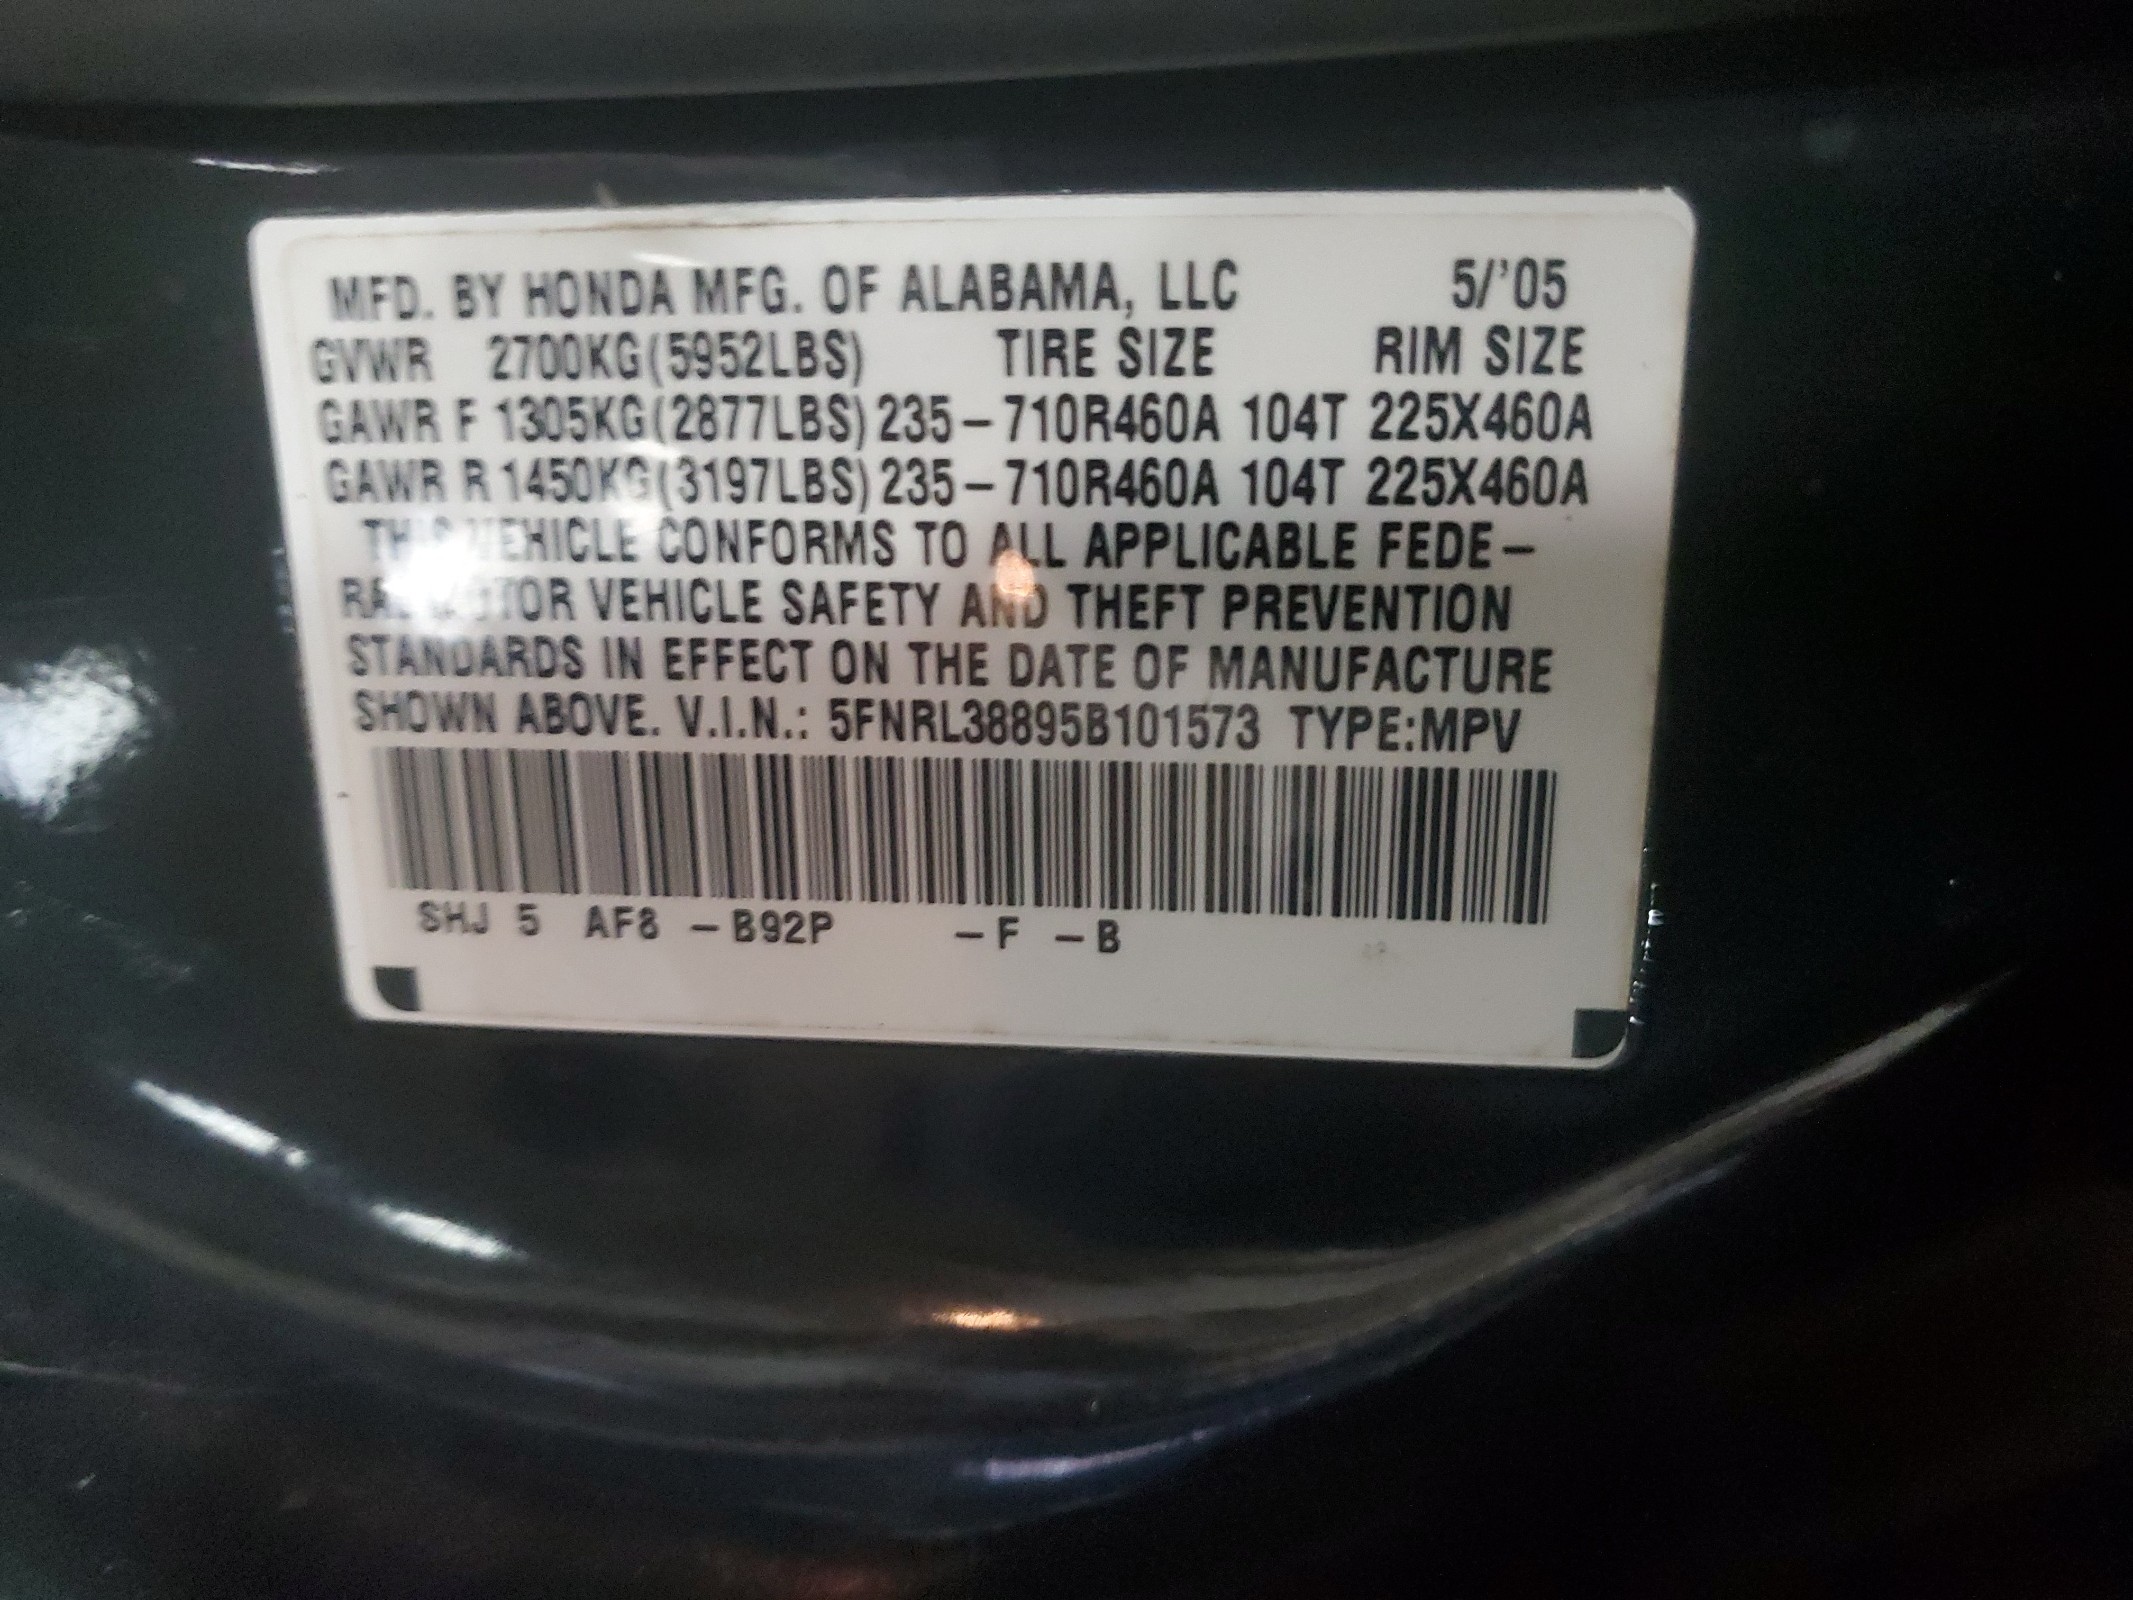 MFD. BY HONDA MFG. OF ALABAMA, LLC 5/'05
GVWR 2700KG(5952LBS) TIRE SIZE RIM SIZE
GAWR F 1305KG(2877LBS) 235-710R460A 104T 225X460A
GAWR R 1450KG(3197LBS) 235-710R460A 104T 225X460A
THIS VEHICLE CONFORMS TO ALL APPLICABLE FEDE-
RAL MOTOR VEHICLE SAFETY AND THEFT PREVENTION
STANDARDS IN EFFECT ON THE DATE OF MANUFACTURE
SHOWN ABOVE. V.I.N.: 5FNRL38895B101573 TYPE:MPV
SHJ 5 AF8 -B92P -F -B